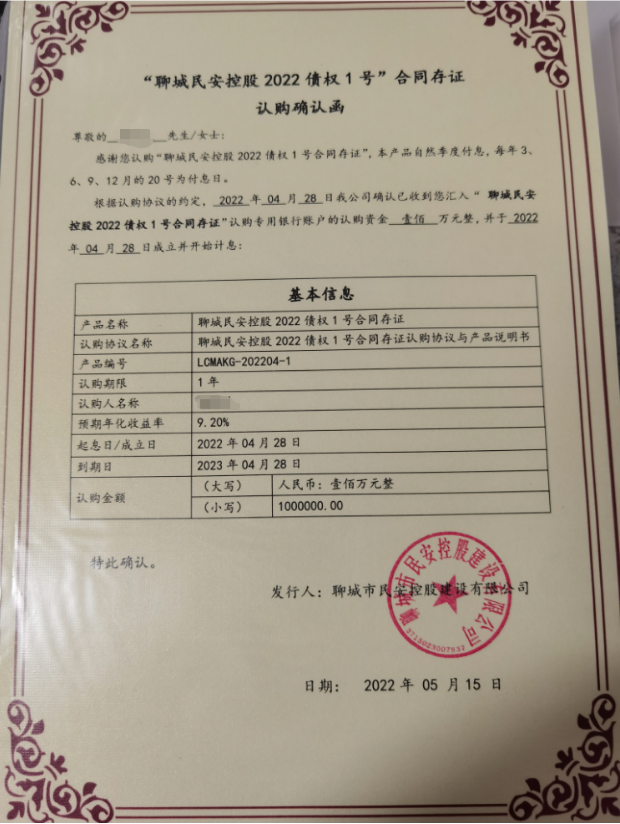 “聊城民安控股 2022 债权 1 号”合同存证
认购确认函
尊敬的 先生/女士：
感谢您认购“聊城民安控股 2022 债权 1 号合同存证”，本产品自然季度付息，每年 3、
6、9、12 月的 20 号为付息日。
根据认购协议的约定， 2022 年 04 月 28 日我公司确认已收到您汇入“ 聊城民安
控股 2022 债权 1 号合同存证”认购专用银行账户的认购资金 壹佰 万元整，并于 2022
年 04 月 28 日成立并开始计息：
基本信息
产品名称 聊城民安控股 2022 债权 1 号合同存证
认购协议名称 聊城民安控股 2022 债权 1 号合同存证认购协议与产品说明书
产品编号 LCMAKG-202204-1
认购期限 1 年
认购人名称
预期年化收益率 9.20%
起息日/成立日 2022 年 04 月 28 日
到期日 2023 年 04 月 28 日
认购金额 （大写） 人民币：壹佰万元整
（小写） 1000000.00
特此确认。
发行人：聊城市民安控股建设有限公司
聊城市民安控股建设有限公司
3715023007532
日期： 2022 年 05 月 15 日